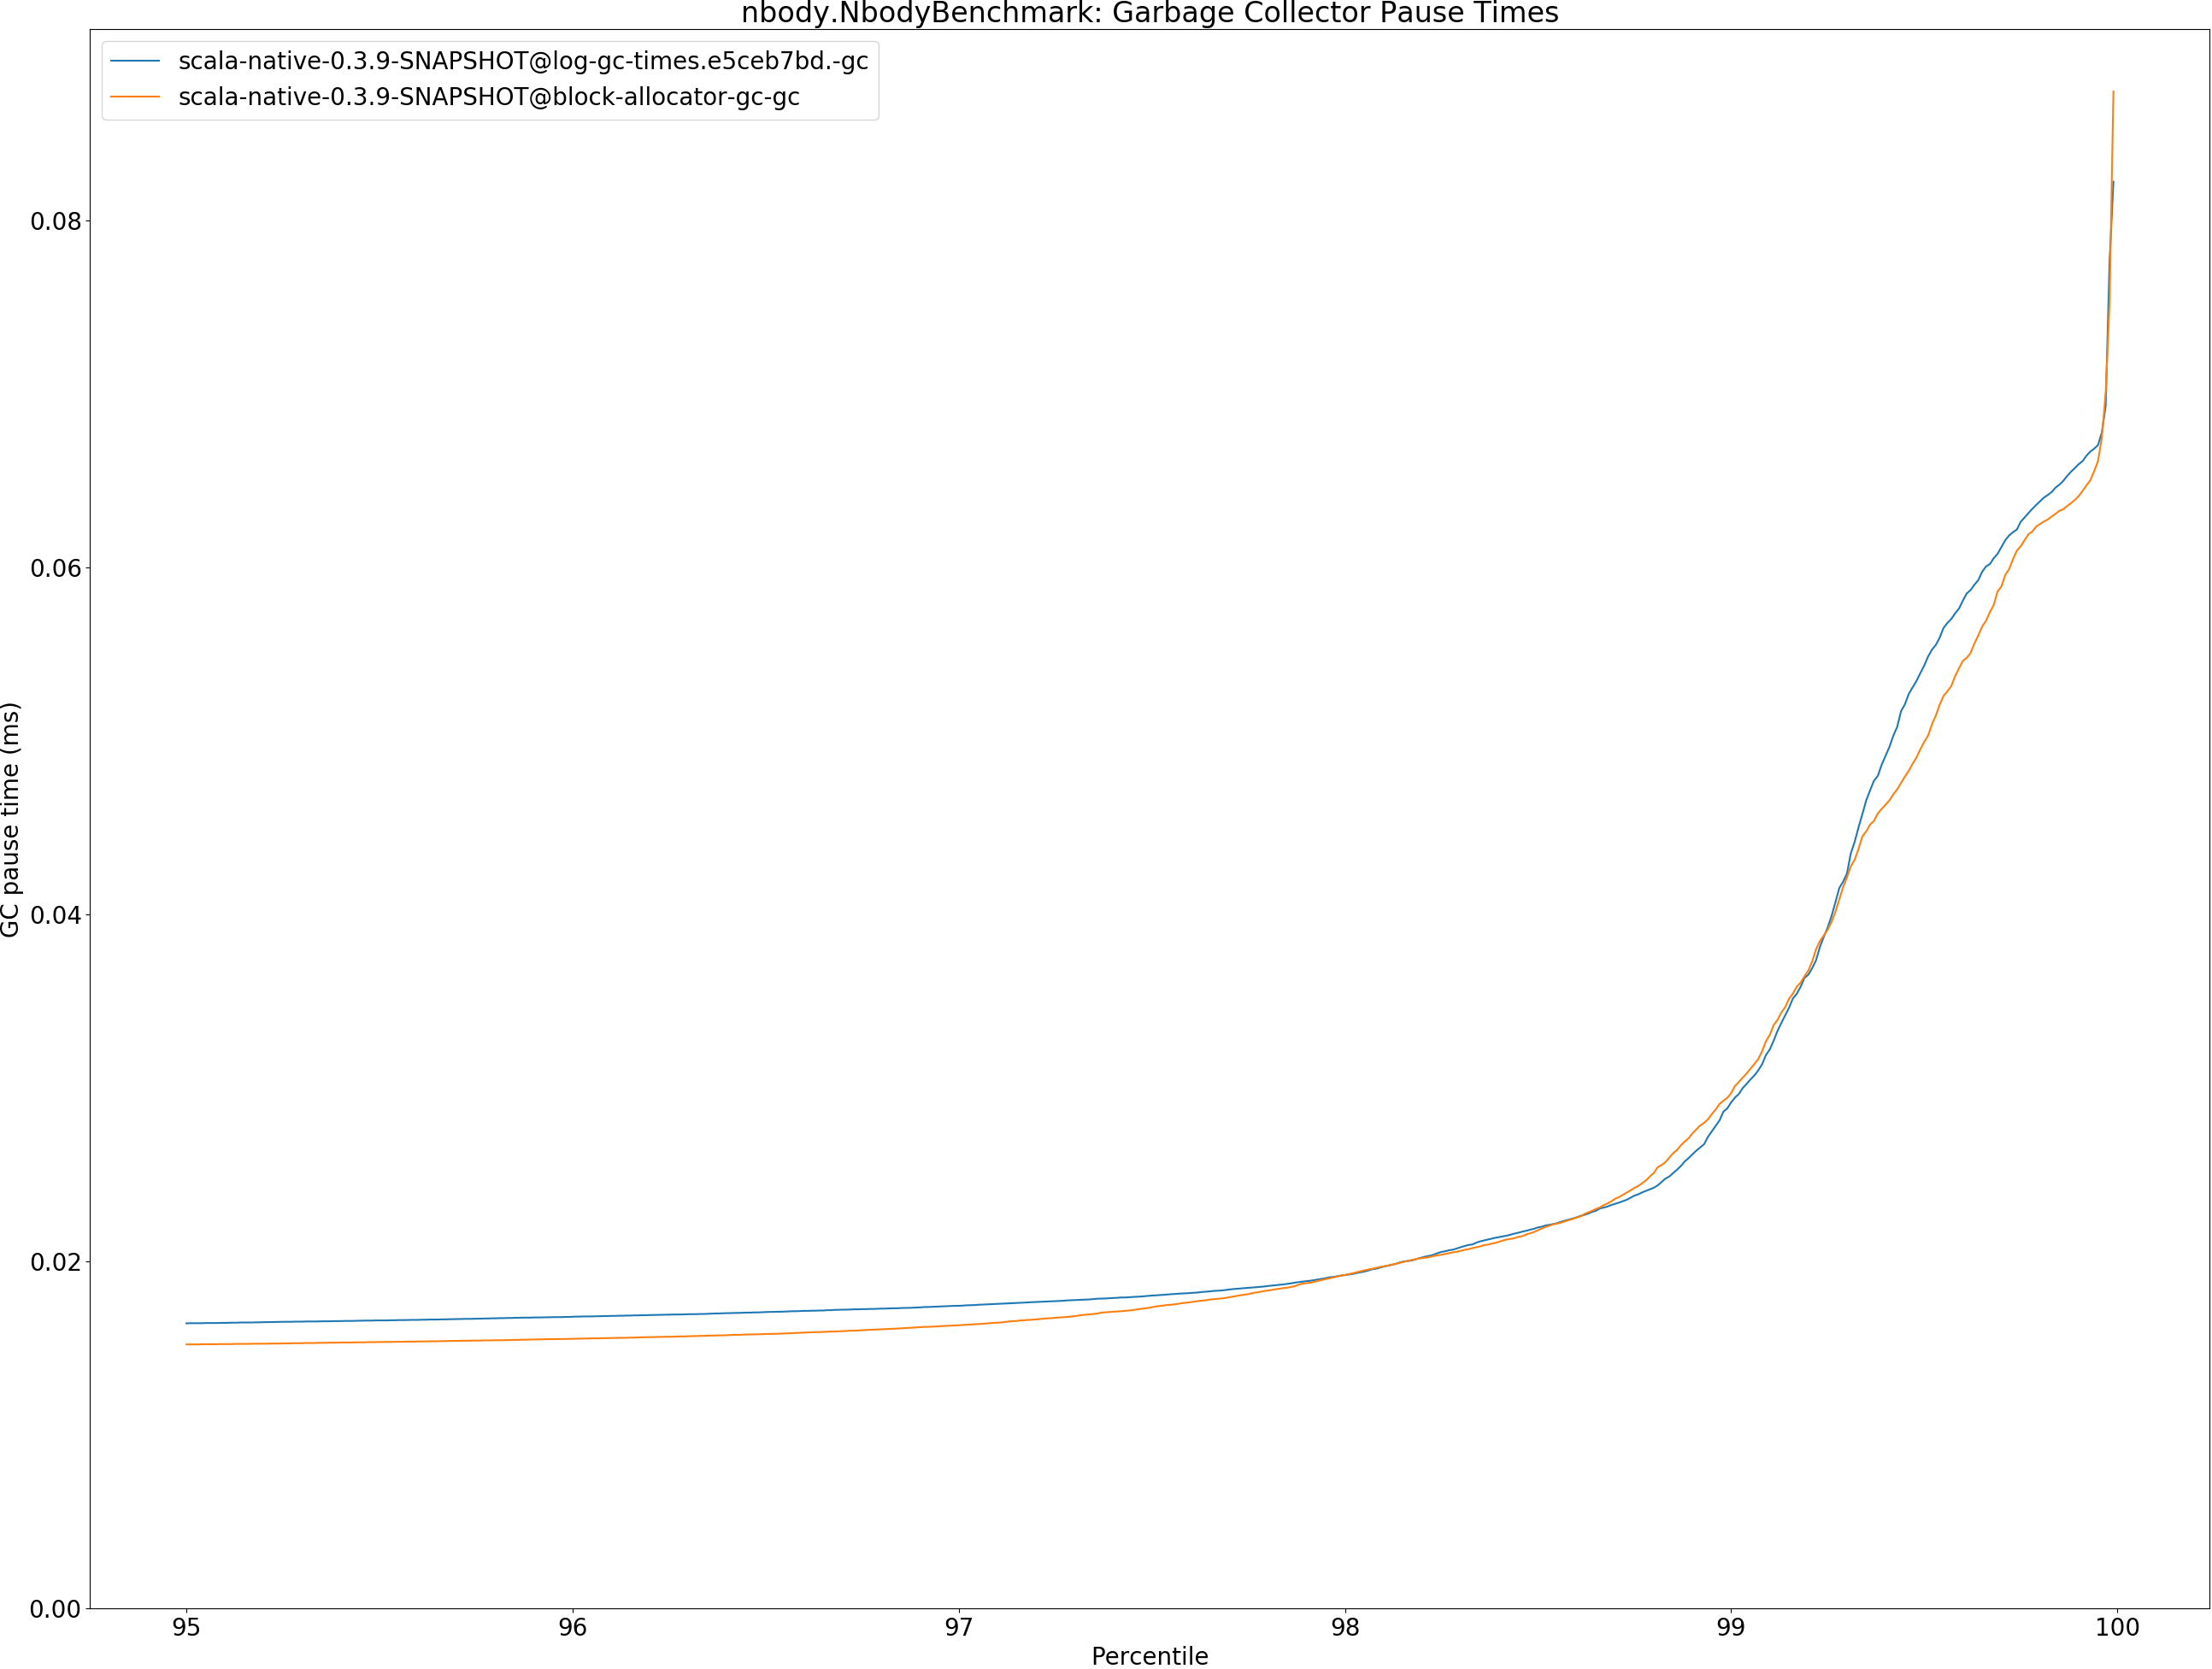 nbody.NbodyBenchmark: Garbage Collector Pause Times
scala-native-0.3.9-SNAPSHOT@log-gc-times.e5ceb7bd.-gc
scala-native-0.3.9-SNAPSHOT@block-allocator-gc-gc
GC pause time (ms)
0.08
0.06
0.04
0.02
0.00
95 96 97 98 99 100
Percentile